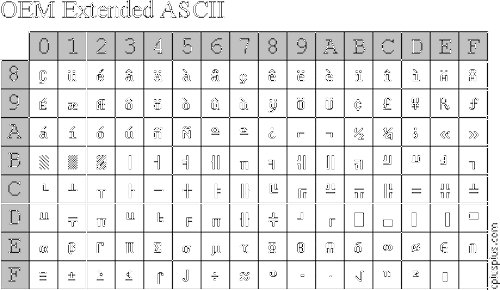 OEM Extended ASCII
0 1 2 3 4 5 6 7 8 9 A B C D E F
8 Ç ü é â ä à å ç ê ë è ï î ì Ä Å
9 É æ Æ ô ö ò û ù ÿ Ö Ü ¢ £ ¥ ₧ ƒ
A á í ó ú ñ Ñ ª º ¿ ⌐ ¬ ½ ¼ ¡ « »
B ░ ▒ ▓ │ ┤ ╡ ╢ ╖ ╕ ╣ ║ ╗ ╝ ╜ ╛ ┐
C └ ┴ ┬ ├ ─ ┼ ╞ ╟ ╚ ╔ ╩ ╦ ╠ ═ ╬ ╧
D ╨ ╤ ╥ ╙ ╘ ╒ ╓ ╫ ╪ ┘ ┌ █ ▄ ▌ ▐ ▀
E α ß Γ π Σ σ µ τ Φ Θ Ω δ ∞ φ ε ∩
F ≡ ± ≥ ≤ ⌠ ⌡ ÷ ≈ ° ∙ · √ ⁿ ² ■
cplusplus.com